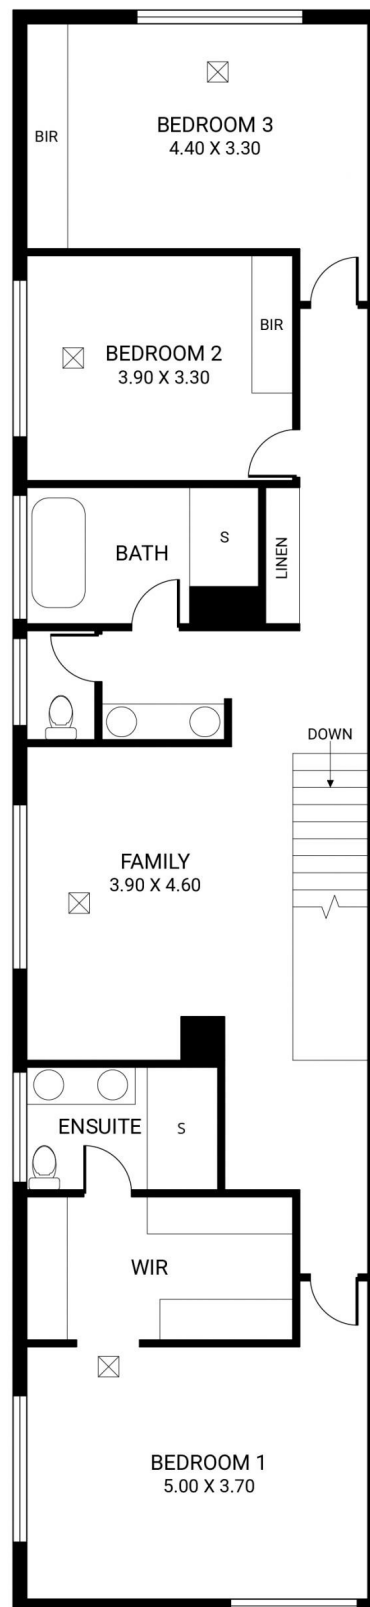 BIR
BEDROOM 3
4.40 X 3.30
BEDROOM 2
3.90 X 3.30
BIR
BATH
S
LINEN
DOWN
FAMILY
3.90 X 4.60
ENSUITE
S
WIR
BEDROOM 1
5.00 X 3.70